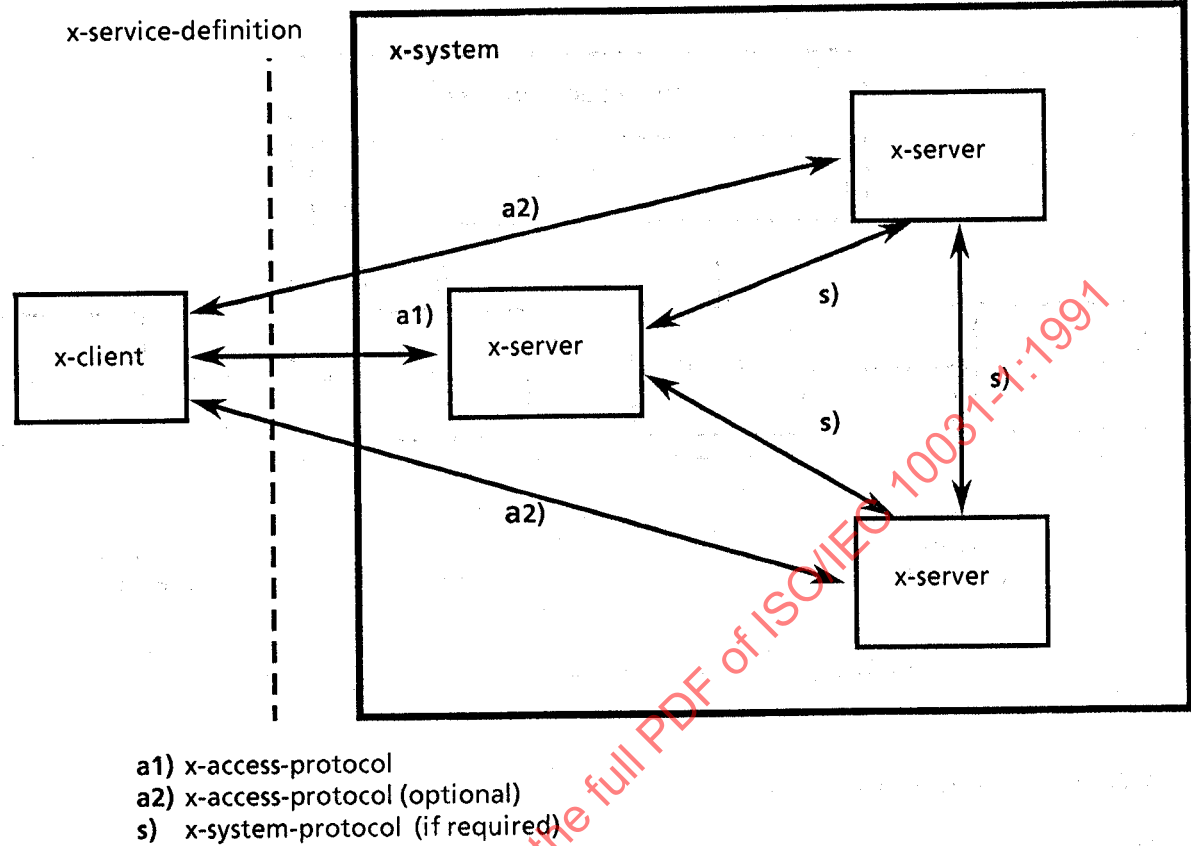 x-service-definition
x-system
x-server
a2)
s)
a1)
x-server
x-client
s)
s)
a2)
x-server
a1) x-access-protocol
a2) x-access-protocol (optional)
s) x-system-protocol (if required)
the full PDF of ISO/IEC 10031-1:1991